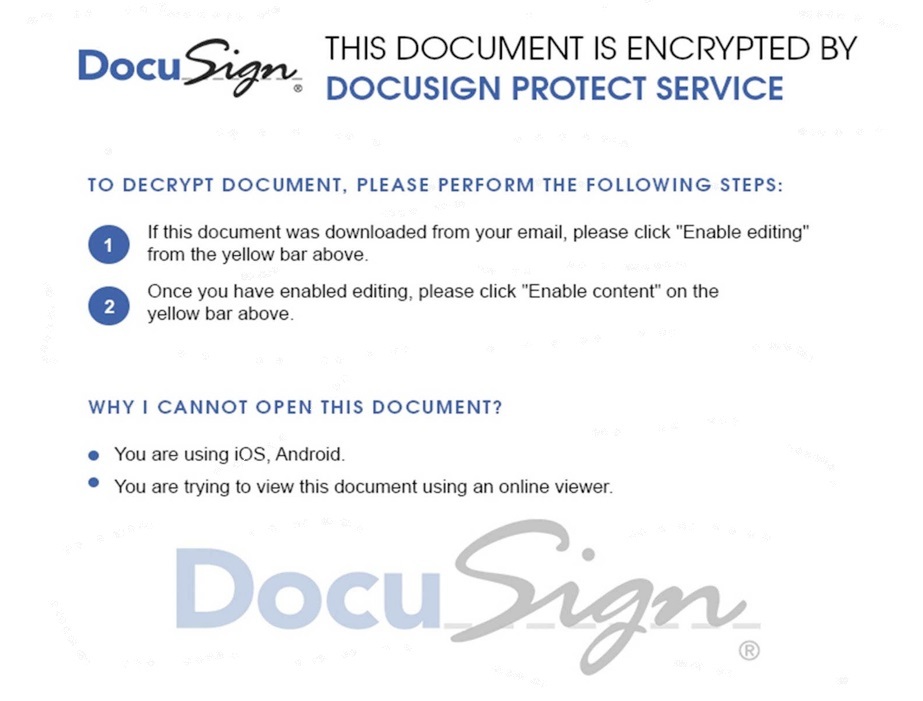 DocuSign®
THIS DOCUMENT IS ENCRYPTED BY
DOCUSIGN PROTECT SERVICE
TO DECRYPT DOCUMENT, PLEASE PERFORM THE FOLLOWING STEPS:
1
If this document was downloaded from your email, please click "Enable editing"
from the yellow bar above.
2
Once you have enabled editing, please click "Enable content" on the
yellow bar above.
WHY I CANNOT OPEN THIS DOCUMENT?
You are using iOS, Android.
You are trying to view this document using an online viewer.
DocuSign®